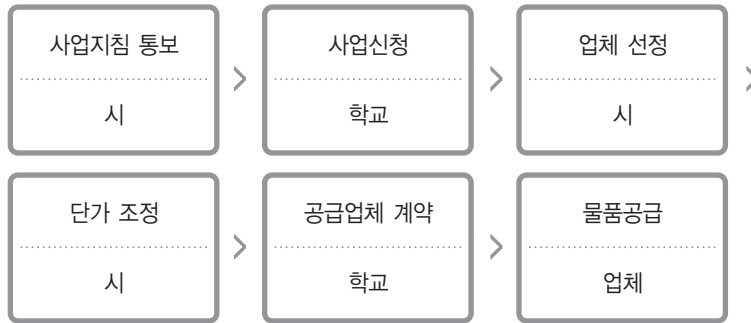 사업지침 통보
시
사업신청
학교
업체 선정
시
단가 조정
시
공급업체 계약
학교
물품공급
업체